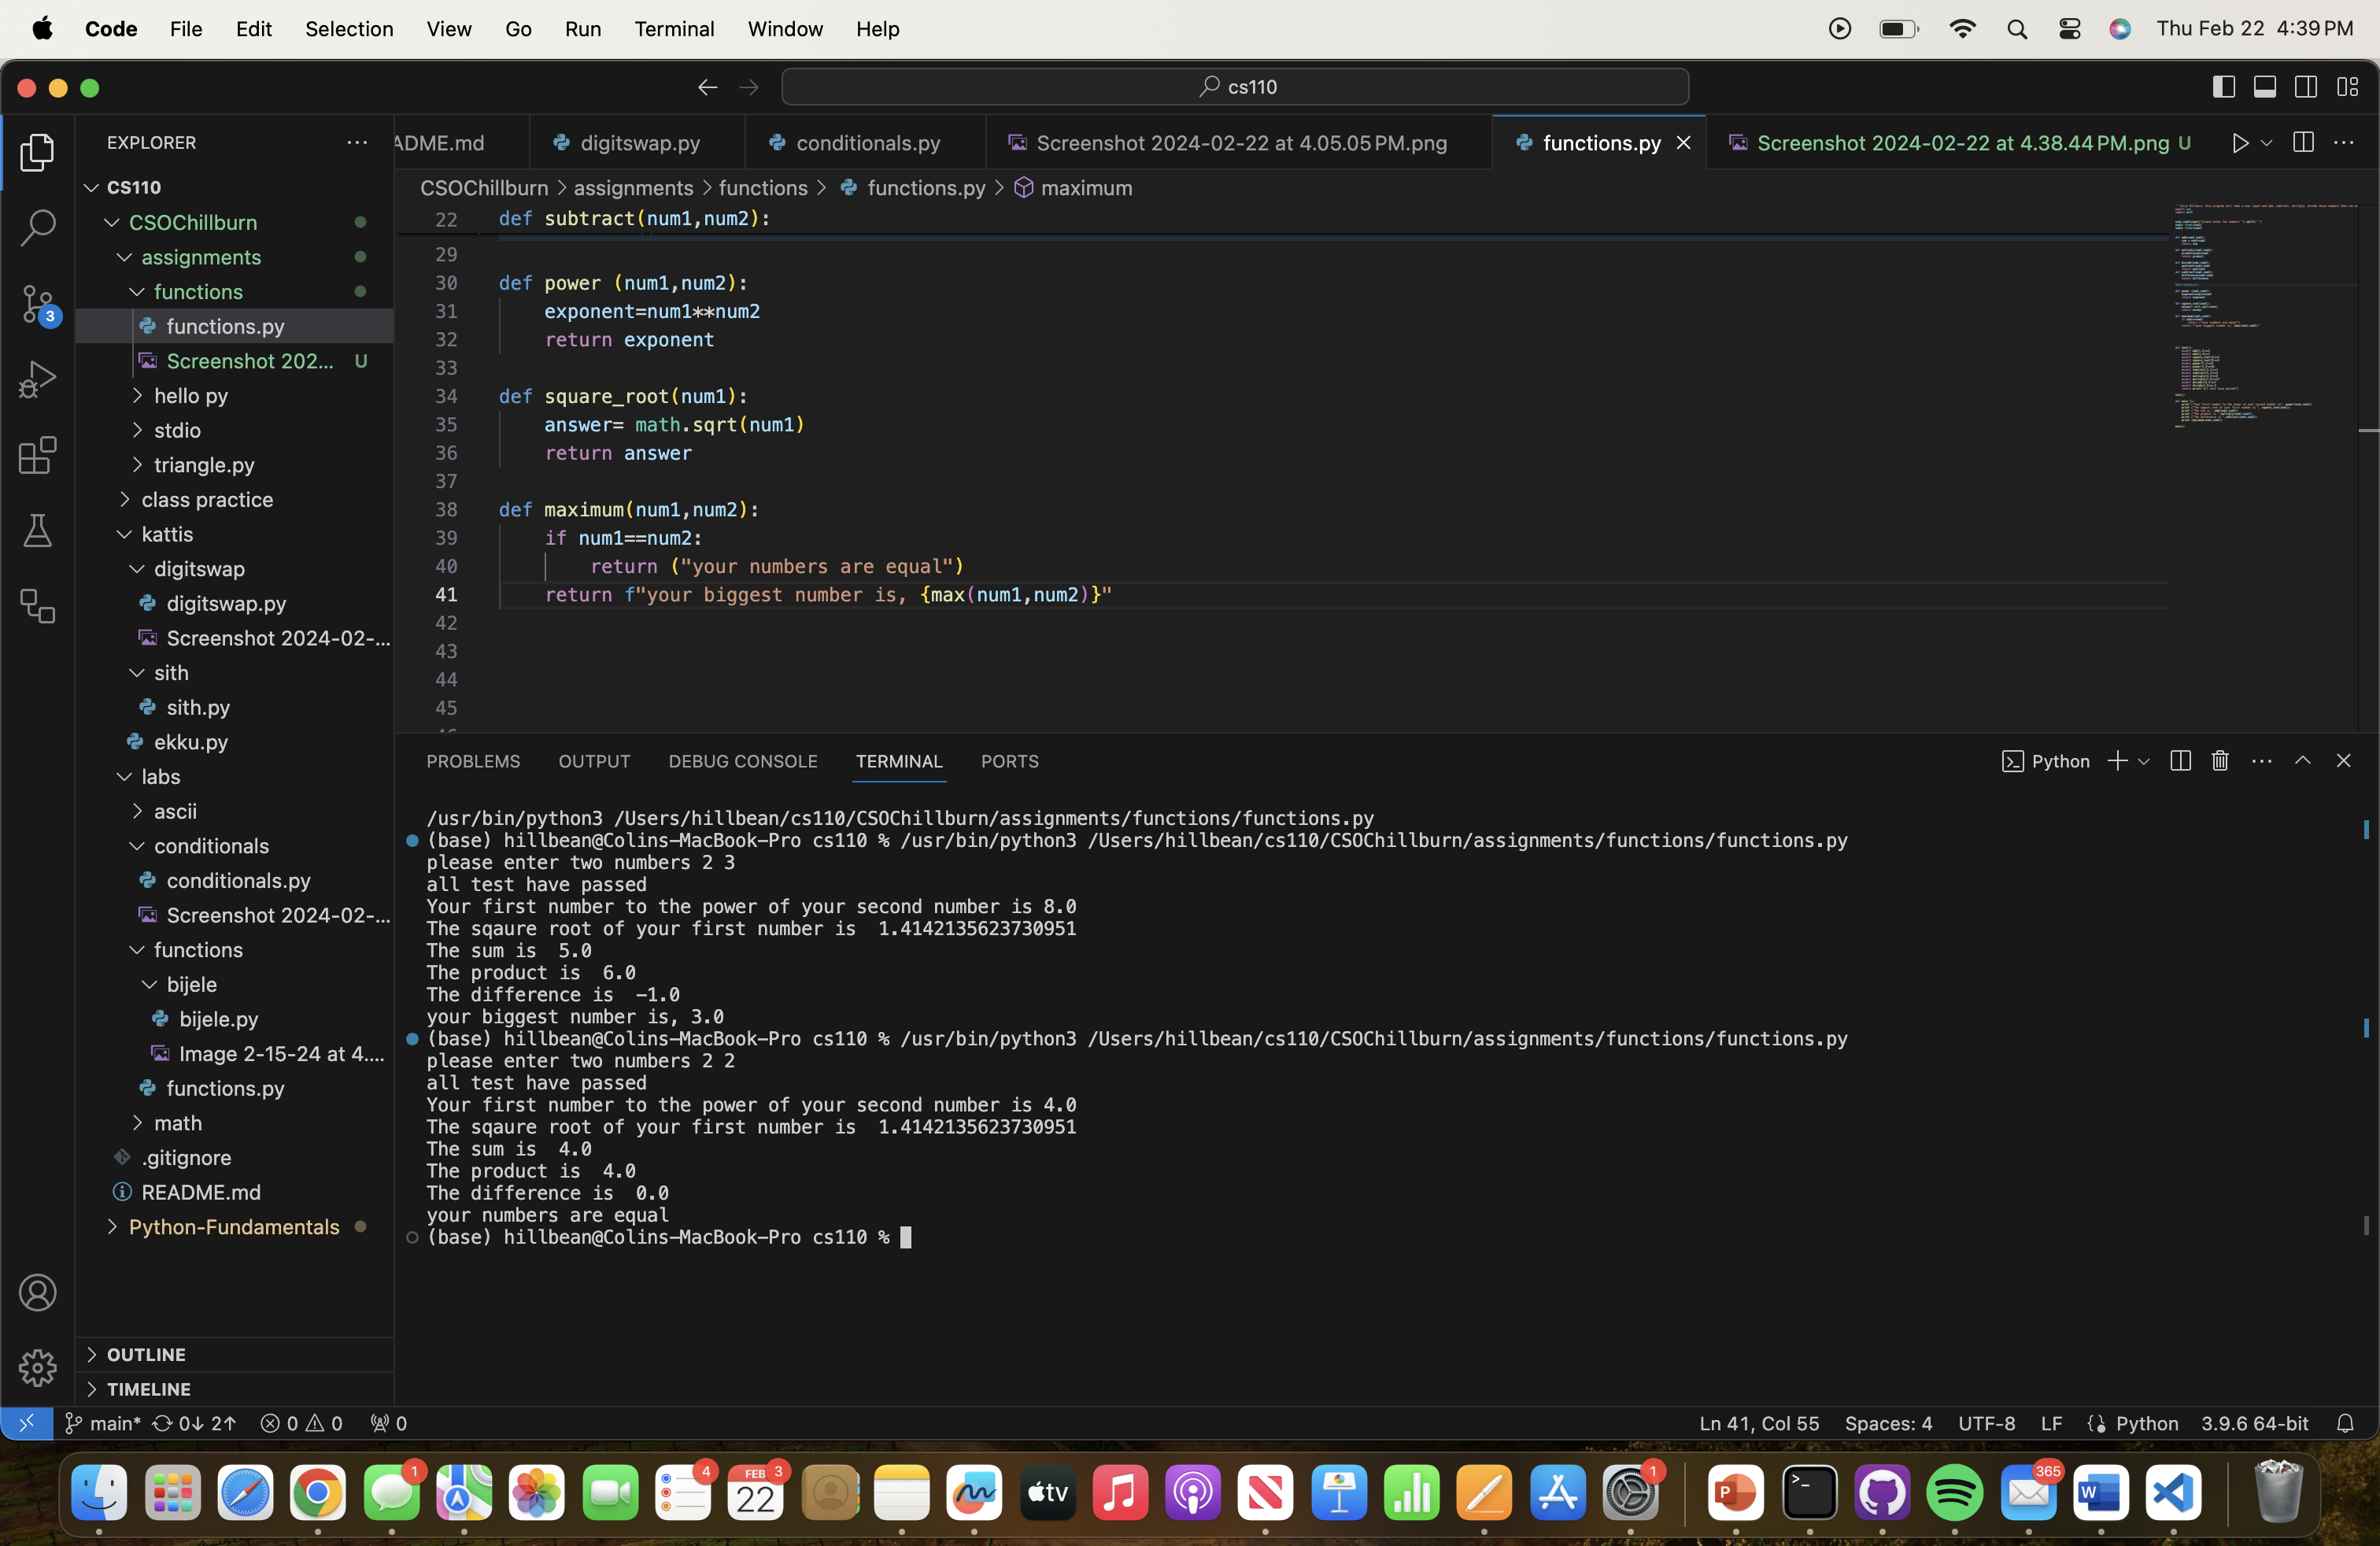 Code File Edit Selection View Go Run Terminal Window Help Thu Feb 22 4:39 PM
cs110
EXPLORER
ADME.md digitswap.py conditionals.py Screenshot 2024-02-22 at 4.05.05 PM.png functions.py Screenshot 2024-02-22 at 4.38.44 PM.png U
CSOChillburn > assignments > functions > functions.py > maximum
CS110
CSOChillburn
assignments
functions
functions.py
Screenshot 202... U
hello py
stdio
triangle.py
class practice
kattis
digitswap
digitswap.py
Screenshot 2024-02-...
sith
sith.py
ekku.py
labs
ascii
conditionals
conditionals.py
Screenshot 2024-02-...
functions
bijele
bijele.py
Image 2-15-24 at 4....
functions.py
math
.gitignore
README.md
Python-Fundamentals
OUTLINE
TIMELINE
3
22 def subtract(num1,num2):
29
30 def power (num1,num2):
31 exponent=num1**num2
32 return exponent
33
34 def square_root(num1):
35 answer= math.sqrt(num1)
36 return answer
37
38 def maximum(num1,num2):
39 if num1==num2:
40 return ("your numbers are equal")
41 return f"your biggest number is, {max(num1,num2)}"
42
43
44
45
PROBLEMS OUTPUT DEBUG CONSOLE TERMINAL PORTS Python
/usr/bin/python3 /Users/hillbean/cs110/CSOChillburn/assignments/functions/functions.py
(base) hillbean@Colins-MacBook-Pro cs110 % /usr/bin/python3 /Users/hillbean/cs110/CSOChillburn/assignments/functions/functions.py
please enter two numbers 2 3
all test have passed
Your first number to the power of your second number is 8.0
The sqaure root of your first number is  1.4142135623730951
The sum is  5.0
The product is  6.0
The difference is  -1.0
your biggest number is, 3.0
(base) hillbean@Colins-MacBook-Pro cs110 % /usr/bin/python3 /Users/hillbean/cs110/CSOChillburn/assignments/functions/functions.py
please enter two numbers 2 2
all test have passed
Your first number to the power of your second number is 4.0
The sqaure root of your first number is  1.4142135623730951
The sum is  4.0
The product is  4.0
The difference is  0.0
your numbers are equal
(base) hillbean@Colins-MacBook-Pro cs110 %
main* 0↓ 2↑ 0 0 0 Ln 41, Col 55 Spaces: 4 UTF-8 LF Python 3.9.6 64-bit
1 4 FEB 3 22 tv 1 P >_ 365 W